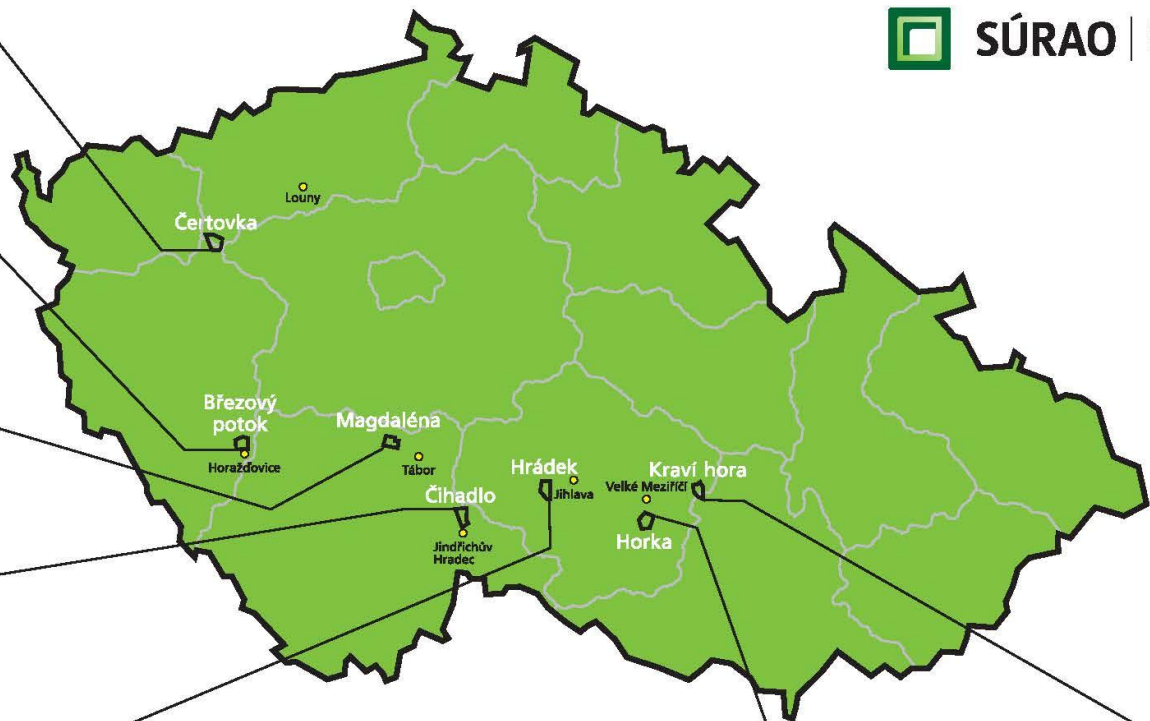 SÚRAO
Louny
Čertovka
Březový
potok
Horažďovice
Magdaléna
Tábor
Čihadlo
Jindřichův
Hradec
Hrádek
Jihlava
Velké Meziříčí
Kraví hora
Horka